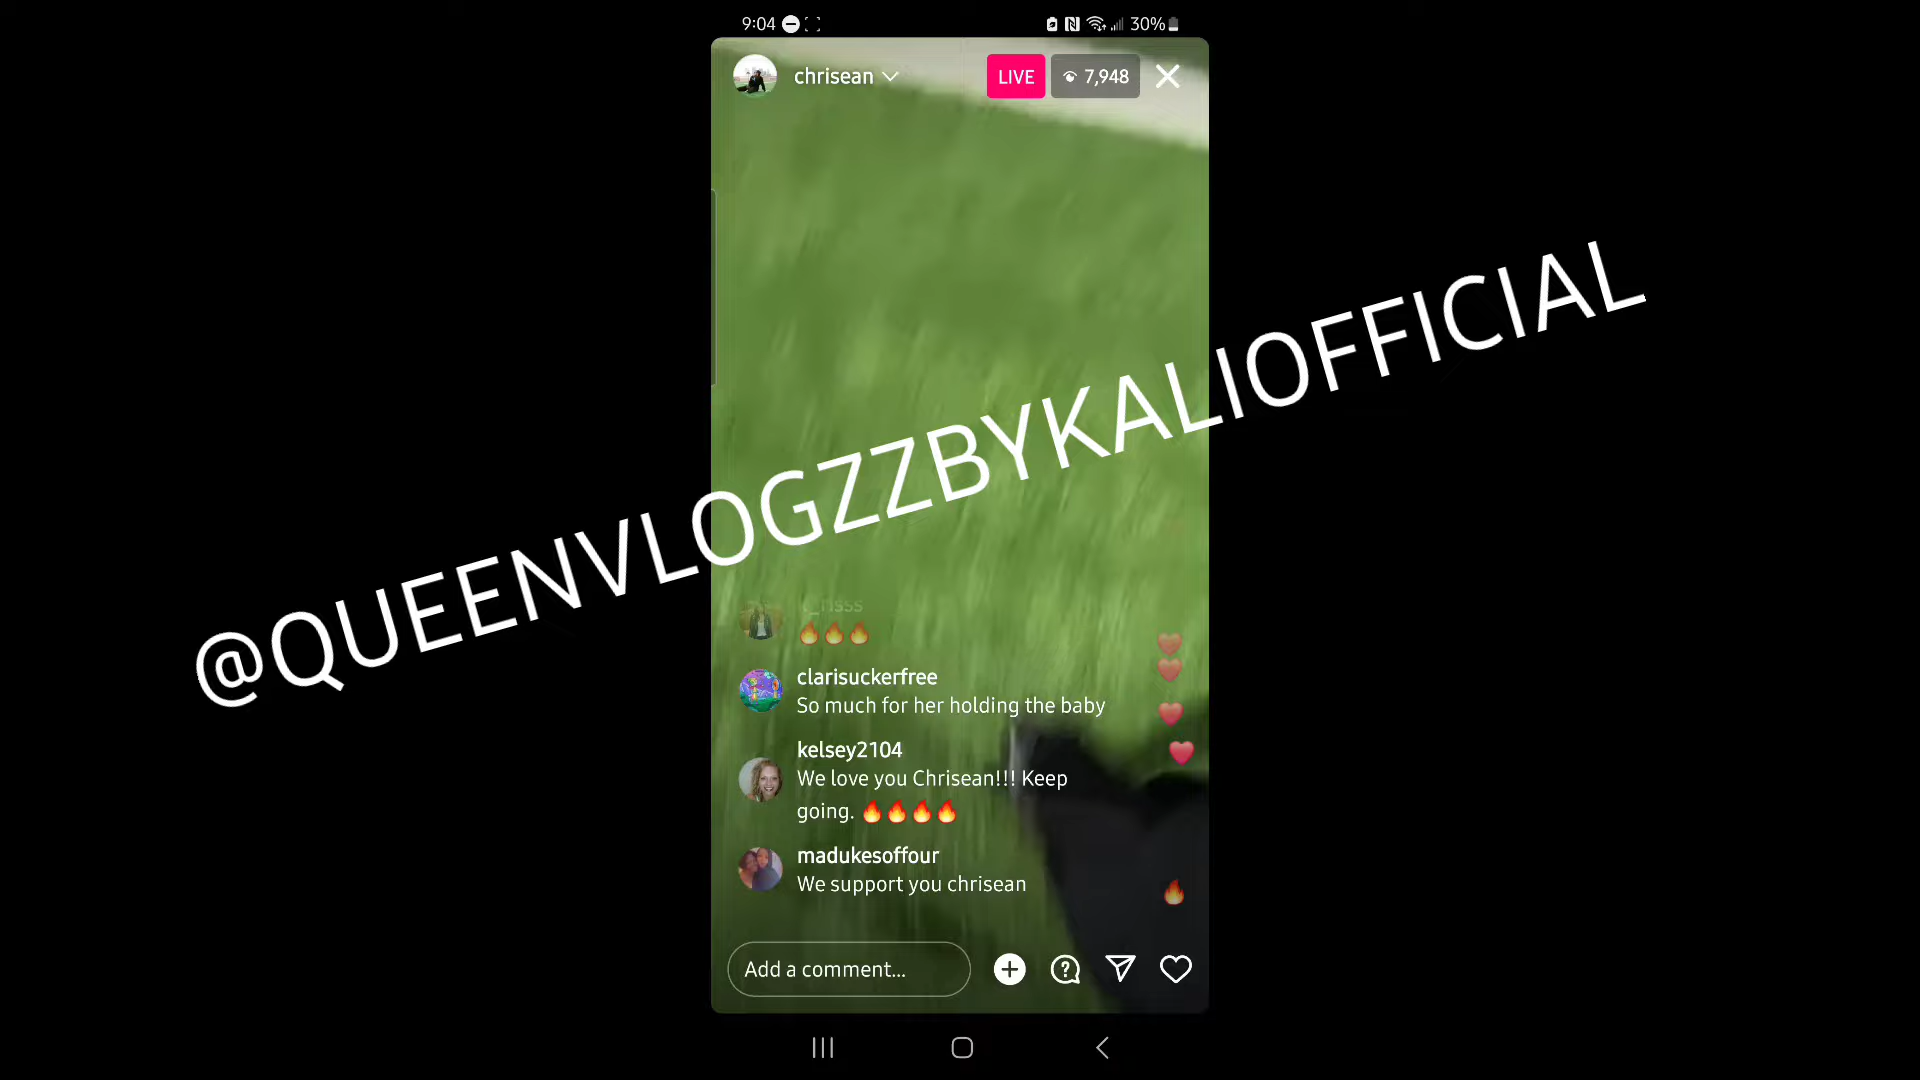 9:04
30%
chrisean
LIVE
7,948
@QUEENVLOGZZBYKALIOFFICIAL
🔥🔥🔥
clarisuckerfree
So much for her holding the baby
kelsey2104
We love you Chrisean!!! Keep
going. 🔥🔥🔥🔥
madukesoffour
We support you chrisean
Add a comment...